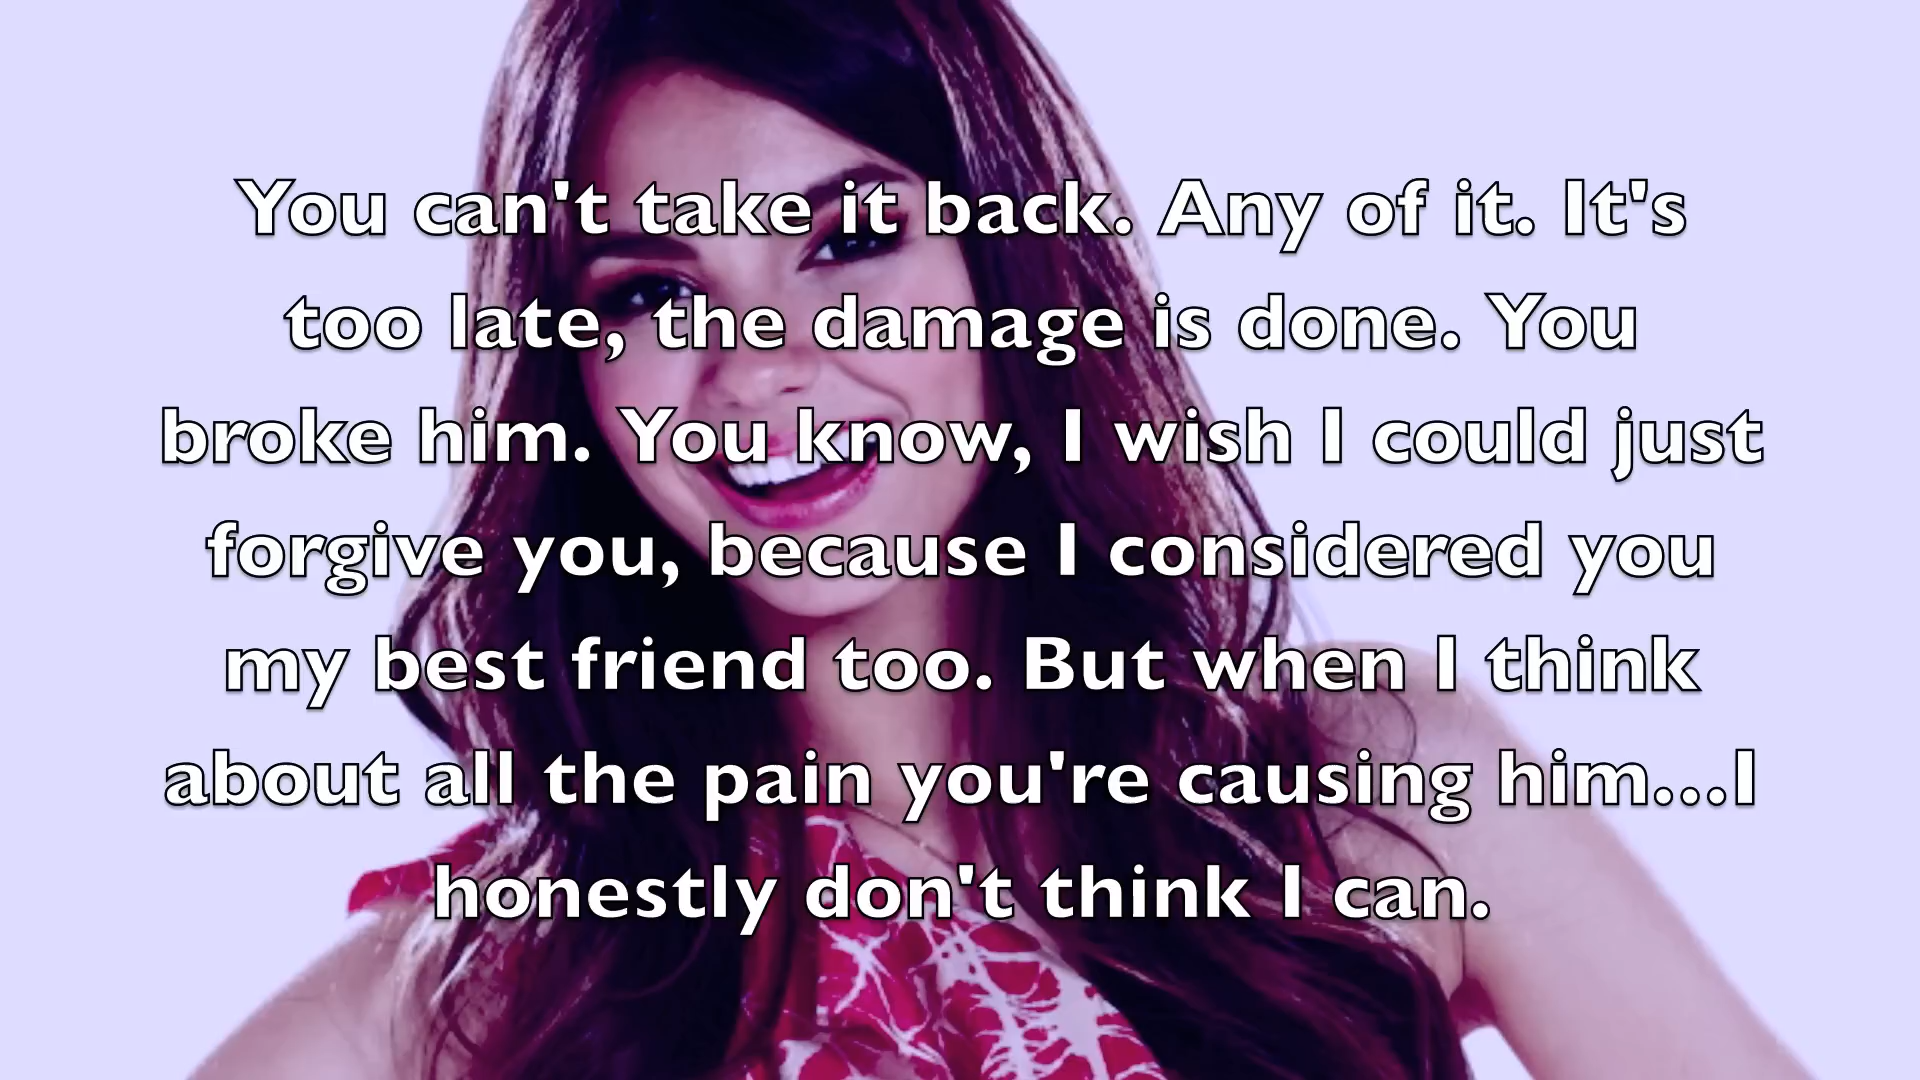 You can't take it back. Any of it. It's
too late, the damage is done. You
broke him. You know, I wish I could just
forgive you, because I considered you
my best friend too. But when I think
about all the pain you're causing him...I
honestly don't think I can.